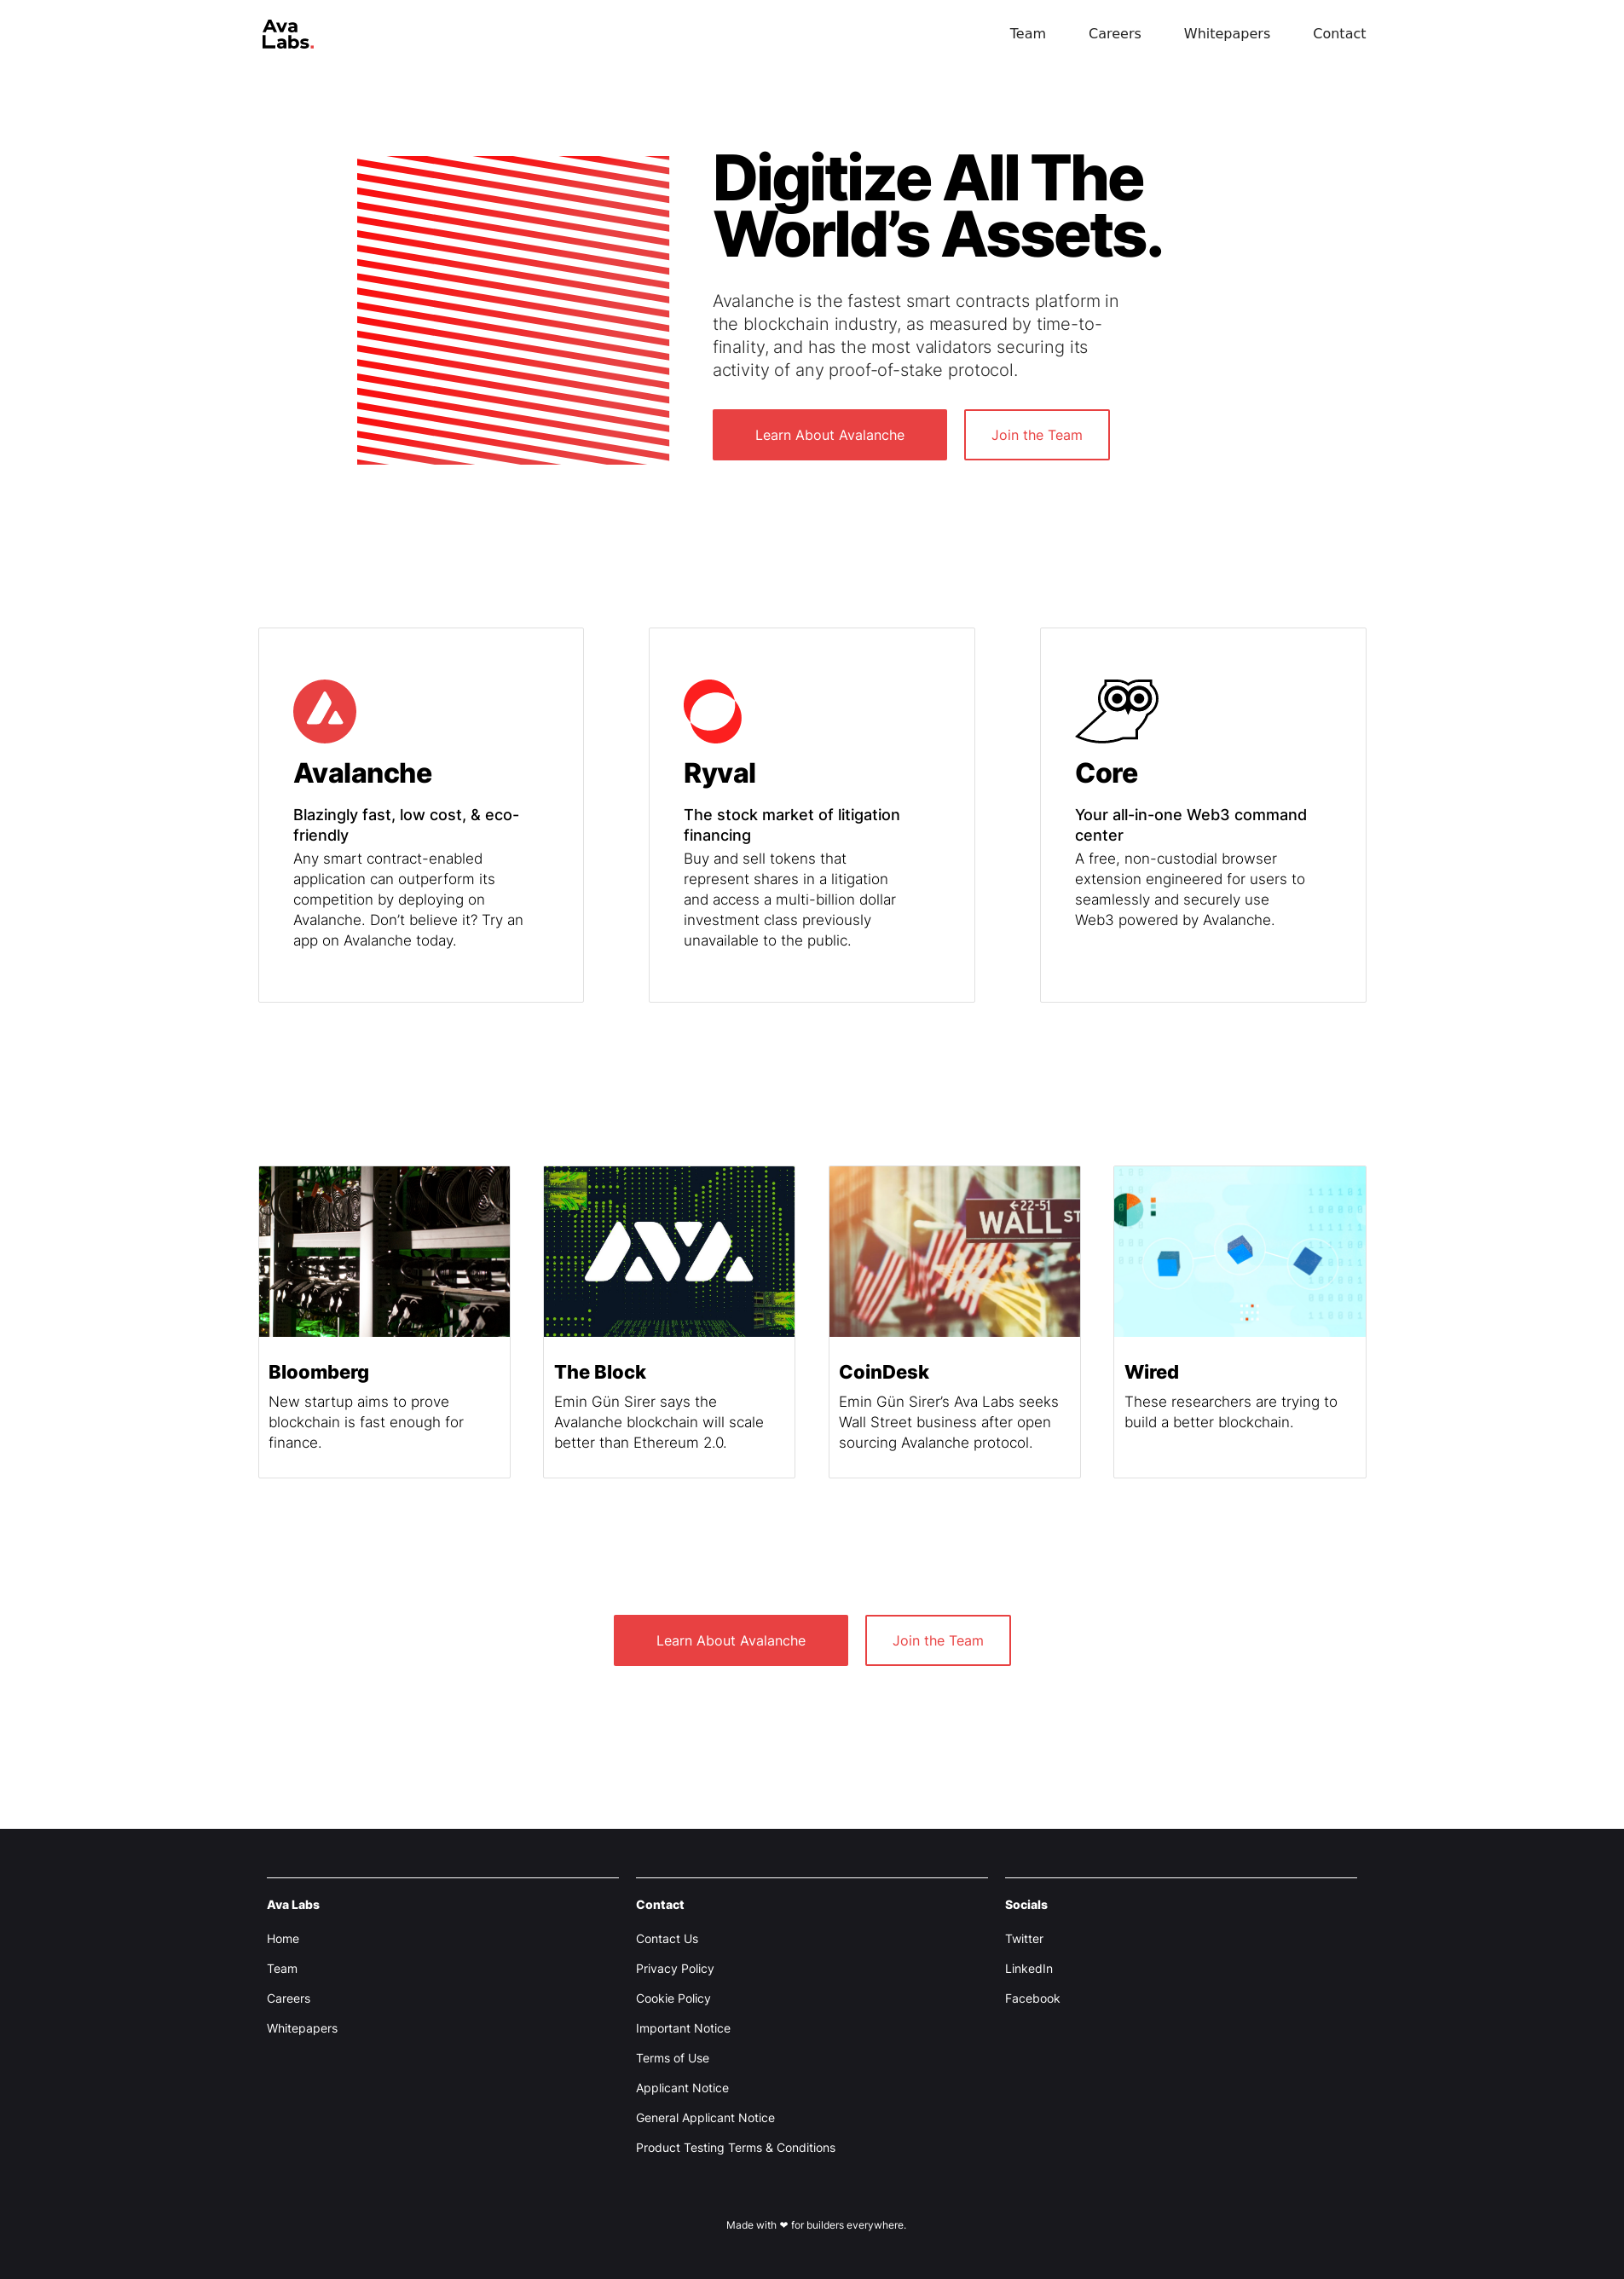 Ava
Labs.
Team
Careers
Whitepapers
Contact
Digitize All The
World’s Assets.
Avalanche is the fastest smart contracts platform in
the blockchain industry, as measured by time-to-
finality, and has the most validators securing its
activity of any proof-of-stake protocol.
Learn About Avalanche
Join the Team
Avalanche
Blazingly fast, low cost, & eco-
friendly
Any smart contract-enabled
application can outperform its
competition by deploying on
Avalanche. Don’t believe it? Try an
app on Avalanche today.
Ryval
The stock market of litigation
financing
Buy and sell tokens that
represent shares in a litigation
and access a multi-billion dollar
investment class previously
unavailable to the public.
Core
Your all-in-one Web3 command
center
A free, non-custodial browser
extension engineered for users to
seamlessly and securely use
Web3 powered by Avalanche.
Bloomberg
New startup aims to prove
blockchain is fast enough for
finance.
AVA
The Block
Emin Gün Sirer says the
Avalanche blockchain will scale
better than Ethereum 2.0.
←22-51
WALL ST
CoinDesk
Emin Gün Sirer’s Ava Labs seeks
Wall Street business after open
sourcing Avalanche protocol.
Wired
These researchers are trying to
build a better blockchain.
Learn About Avalanche
Join the Team
Ava Labs
Home
Team
Careers
Whitepapers
Contact
Contact Us
Privacy Policy
Cookie Policy
Important Notice
Terms of Use
Applicant Notice
General Applicant Notice
Product Testing Terms & Conditions
Socials
Twitter
LinkedIn
Facebook
Made with ❤ for builders everywhere.